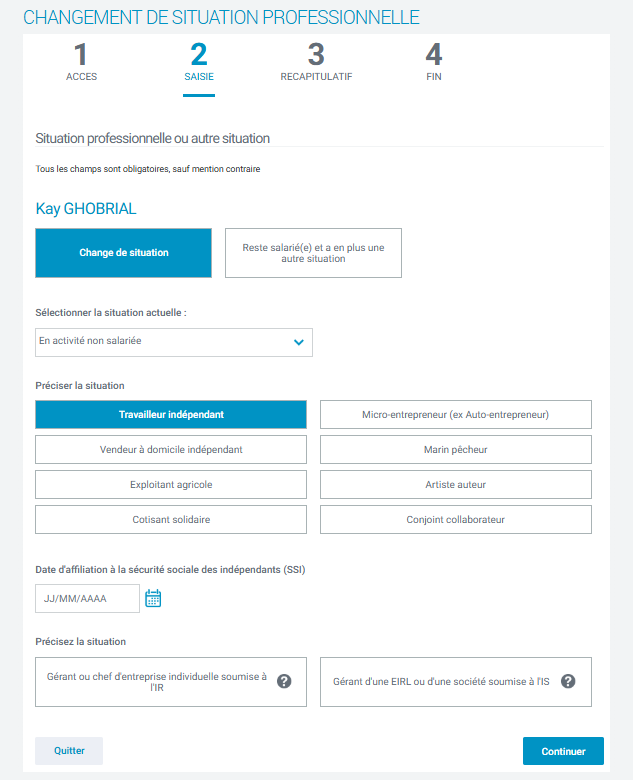 CHANGEMENT DE SITUATION PROFESSIONNELLE
1 2 3 4
ACCES SAISIE RECAPITULATIF FIN
Situation professionnelle ou autre situation
Tous les champs sont obligatoires, sauf mention contraire
Kay GHOBRIAL
Change de situation
Reste salarié(e) et a en plus une
autre situation
Sélectionner la situation actuelle :
En activité non salariée
Préciser la situation
Travailleur indépendant Micro-entrepreneur (ex Auto-entrepreneur)
Vendeur à domicile indépendant Marin pêcheur
Exploitant agricole Artiste auteur
Cotisant solidaire Conjoint collaborateur
Date d'affiliation à la sécurité sociale des indépendants (SSI)
JJ/MM/AAAA
Précisez la situation
Gérant ou chef d'entreprise individuelle soumise à
l'IR
?
Gérant d'une EIRL ou d'une société soumise à l'IS ?
Quitter Continuer